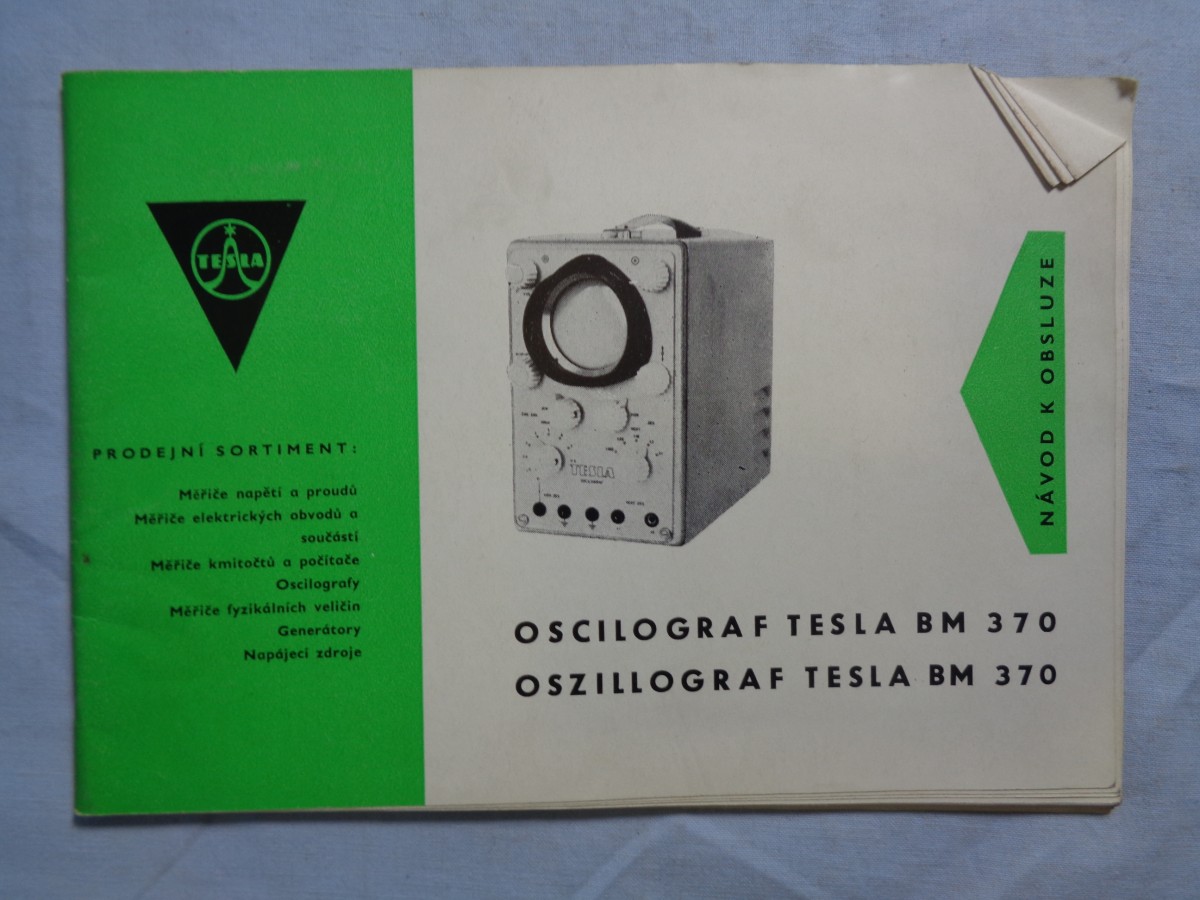 TESLA
PRODEJNÍ SORTIMENT:
Měřiče napětí a proudů
Měřiče elektrických obvodů a
součástí
Měřiče kmitočtů a počítače
Oscilografy
Měřiče fyzikálních veličin
Generátory
Napájecí zdroje
TESLA
NÁVOD K OBSLUZE
OSCILOGRAF TESLA BM 370
OSZILLOGRAF TESLA BM 370